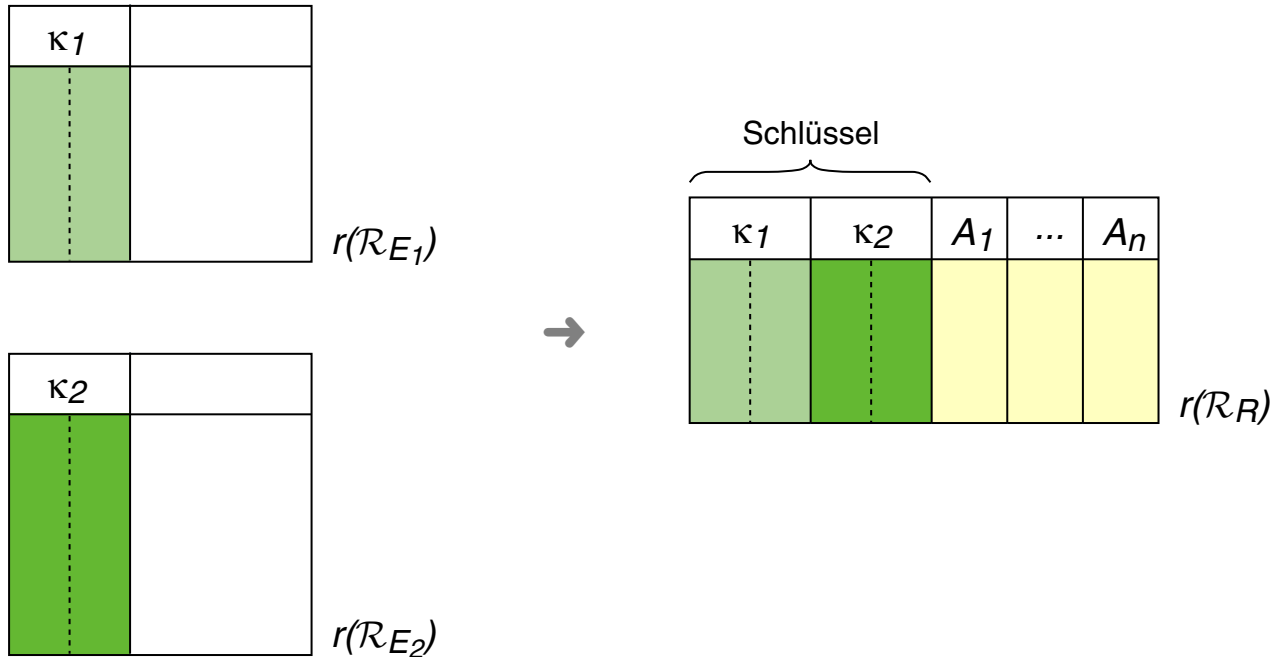 κ1
r(ℛE1)
κ2
r(ℛE2)
➜
Schlüssel
κ1 κ2 A1 ... An
r(ℛR)